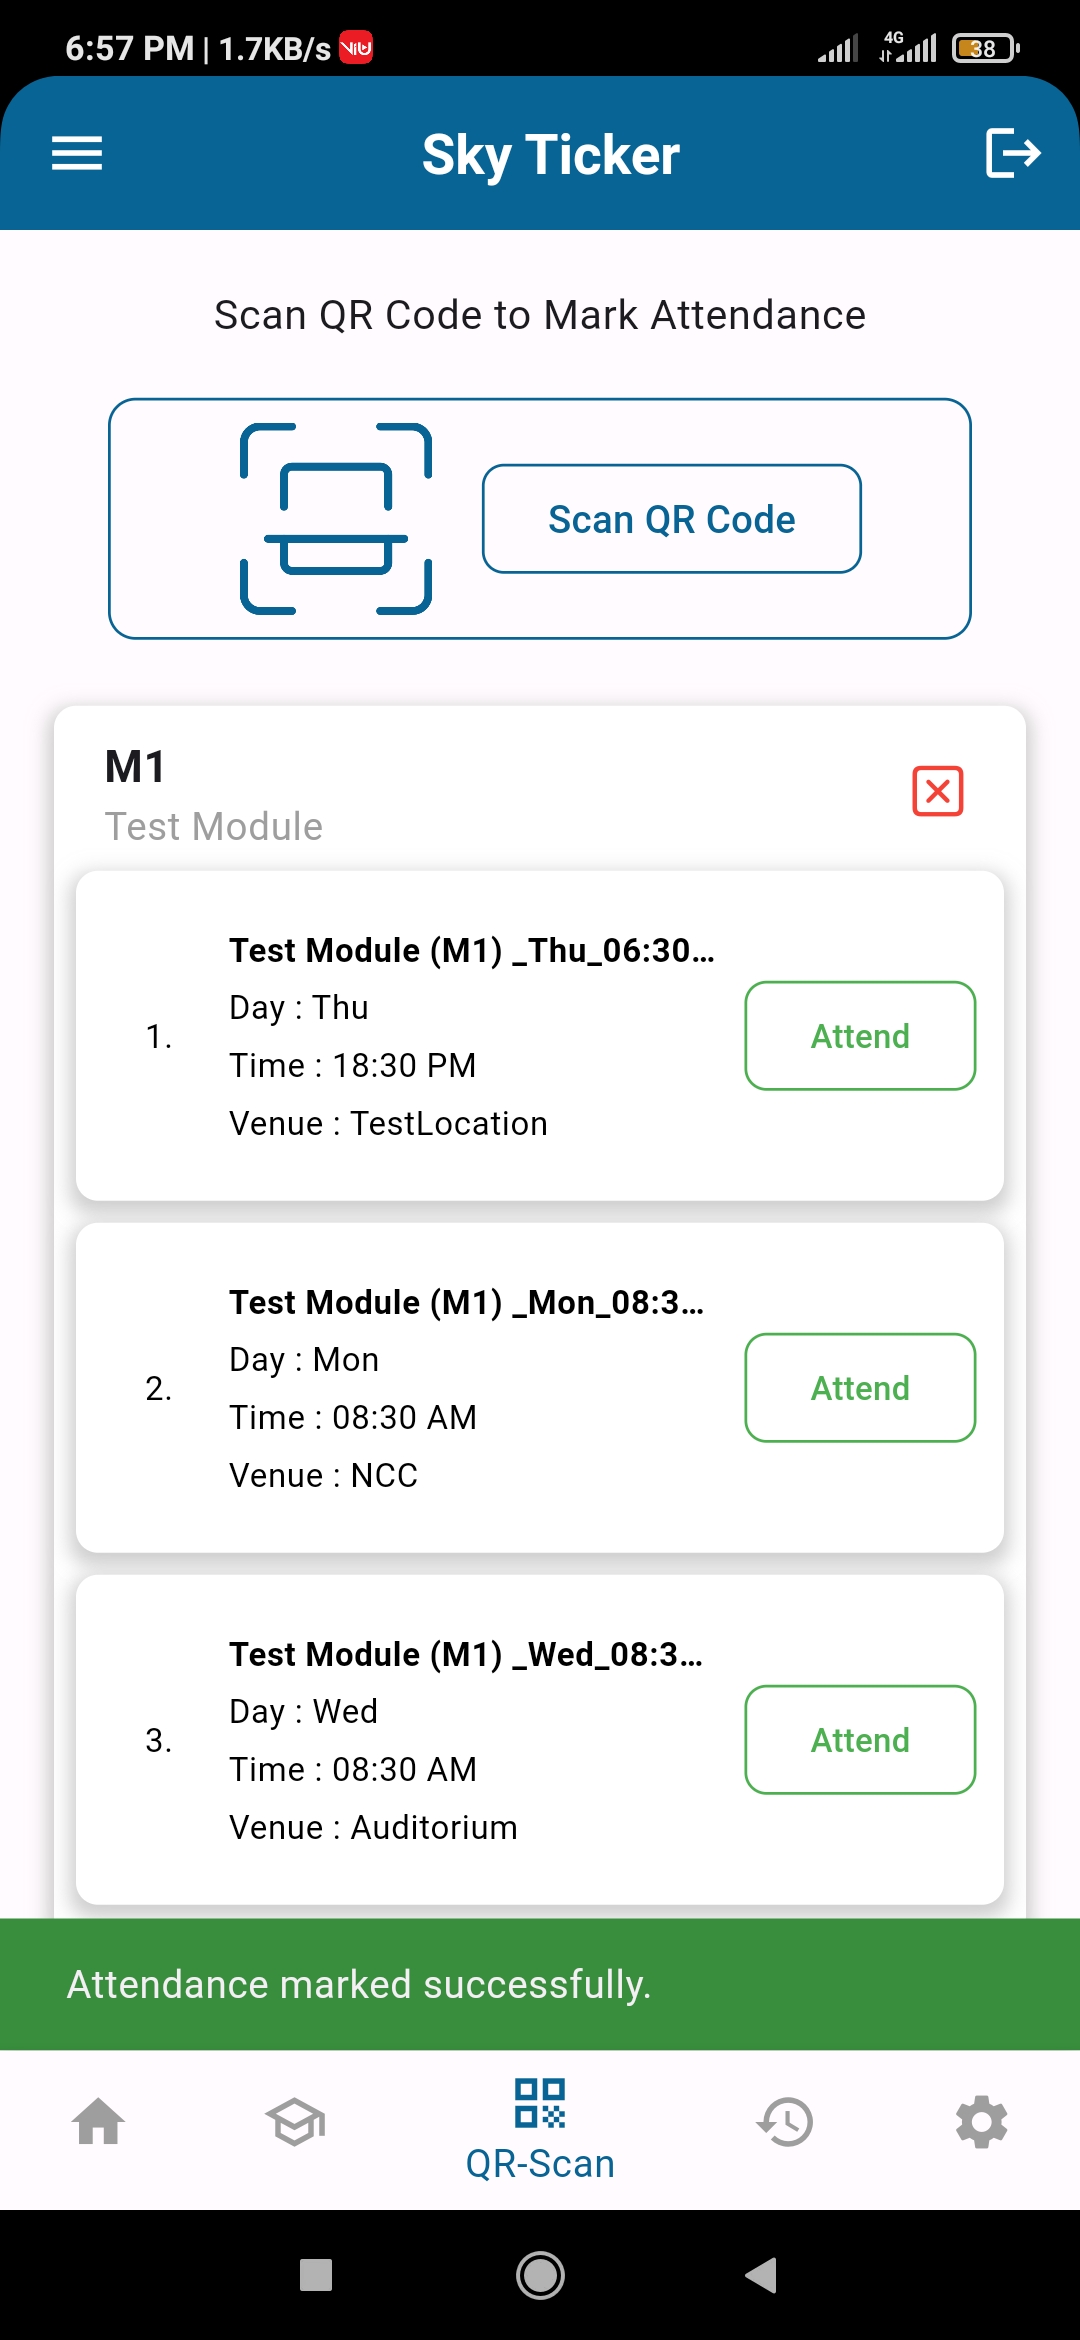 6:57 PM | 1.7KB/s viu
4G
38
Sky Ticker
Scan QR Code to Mark Attendance
Scan QR Code
M1
Test Module
1.
Test Module (M1) _Thu_06:30...
Day : Thu
Time : 18:30 PM
Venue : TestLocation
Attend
2.
Test Module (M1) _Mon_08:3...
Day : Mon
Time : 08:30 AM
Venue : NCC
Attend
3.
Test Module (M1) _Wed_08:3...
Day : Wed
Time : 08:30 AM
Venue : Auditorium
Attend
Attendance marked successfully.
QR-Scan